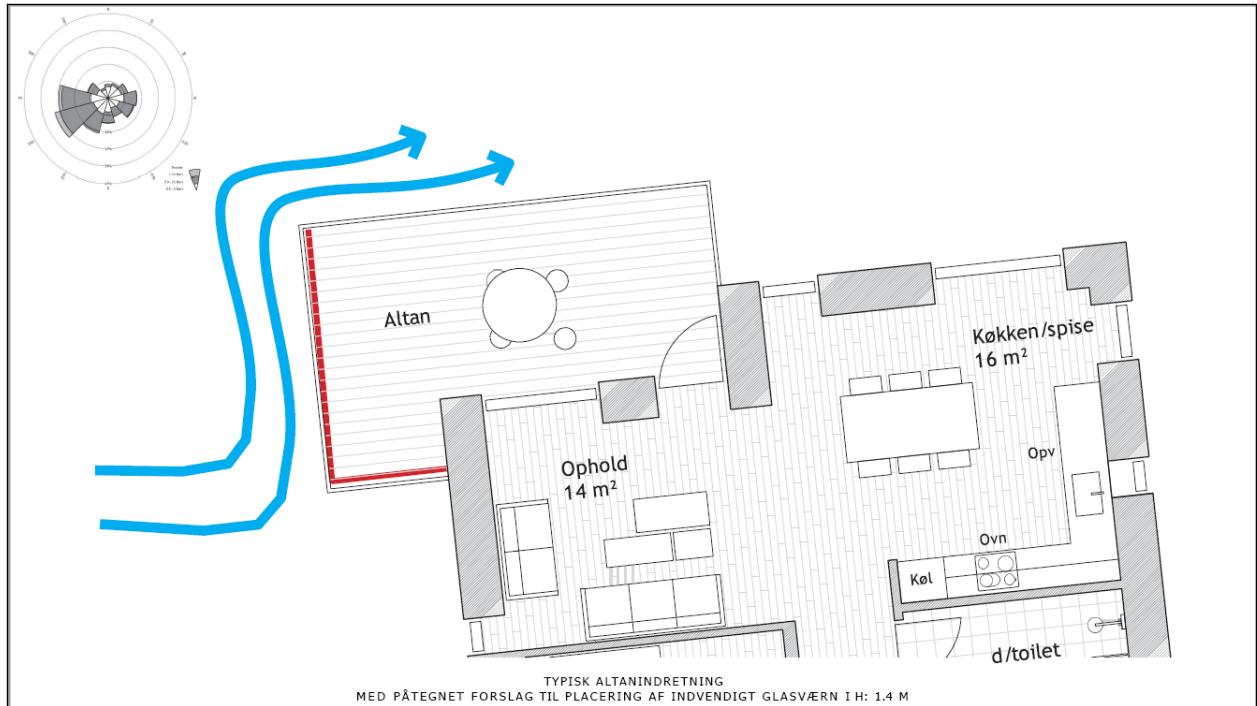 Altan
Køkken/spise
16 m²
Ophold
14 m²
Opv
Ovn
Køl
d/toilet
TYPISK ALTANINDRETNING
MED PÅTEGNET FORSLAG TIL PLACERING AF INDVENDIGT GLASVÆRN I H: 1.4 M